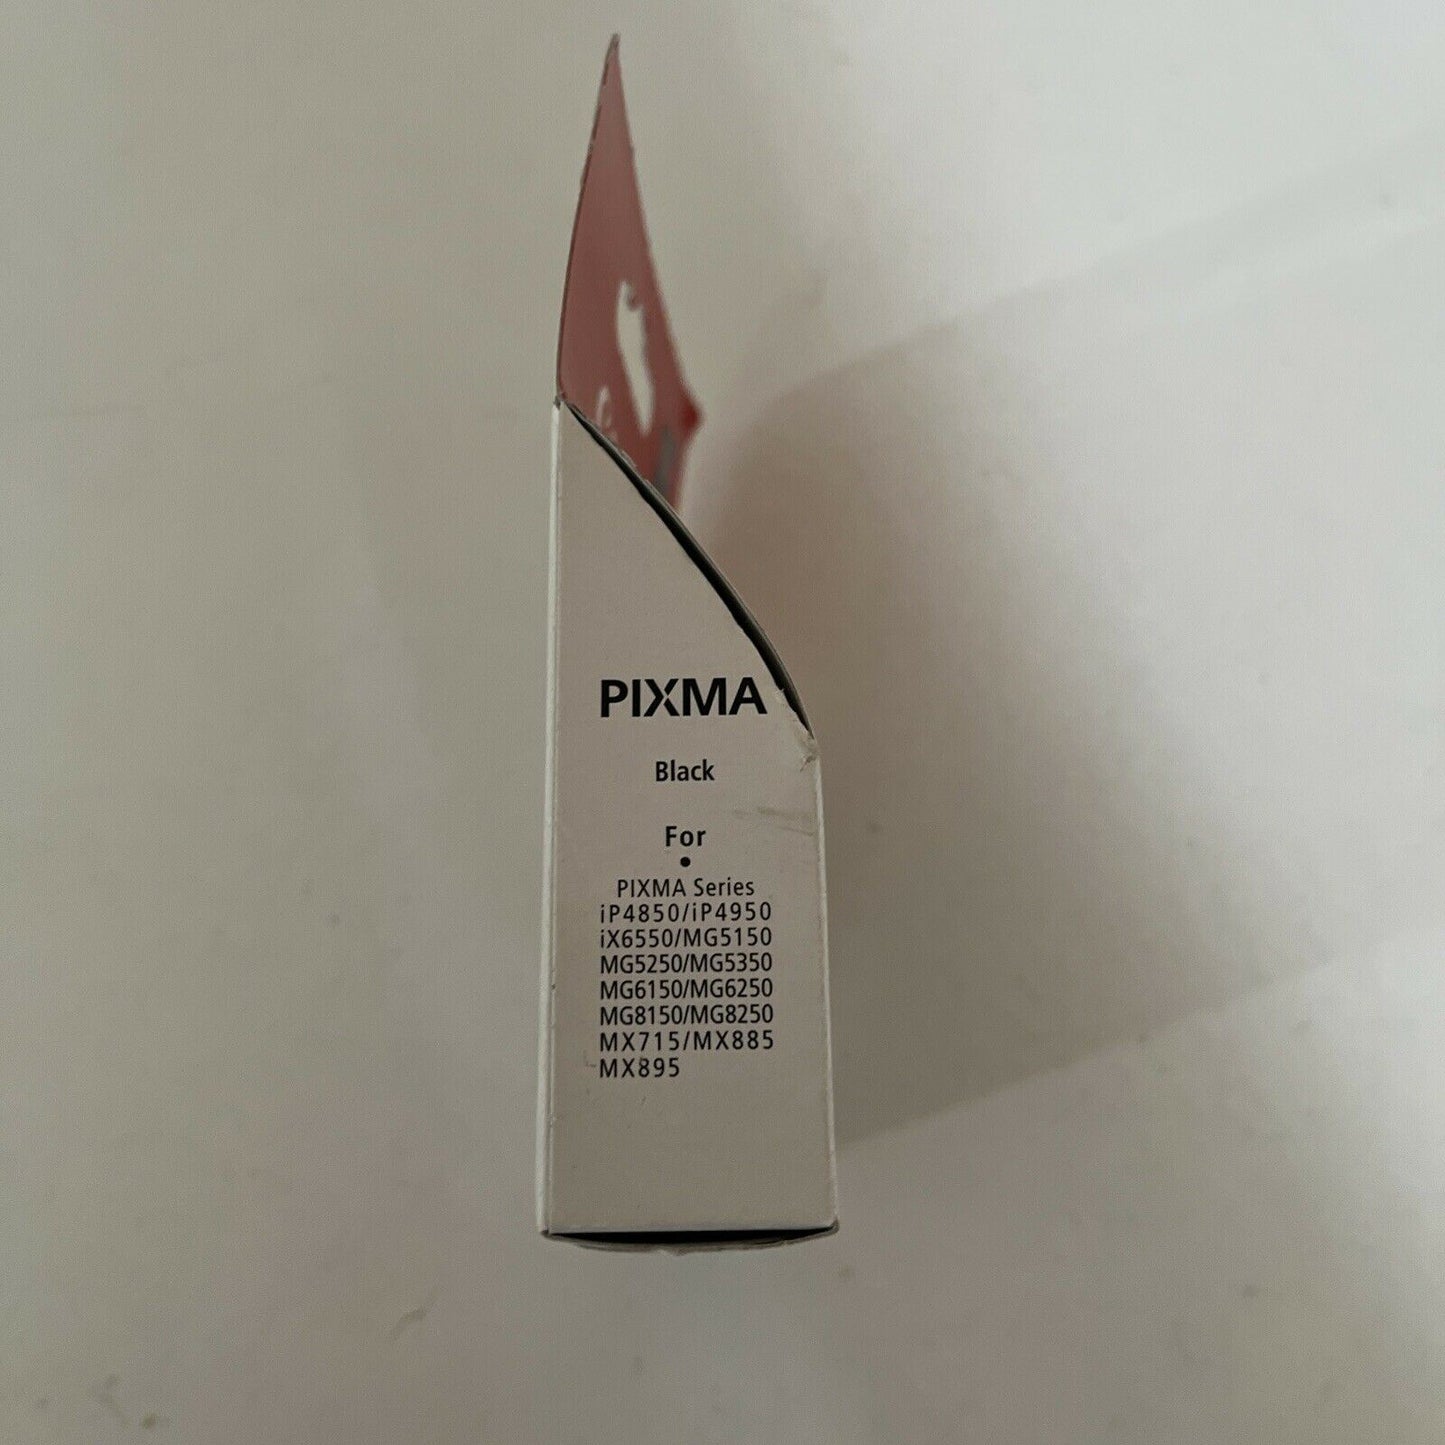 PIXMA
Black
For
•
PIXMA Series
iP4850/iP4950
iX6550/MG5150
MG5250/MG5350
MG6150/MG6250
MG8150/MG8250
MX715/MX885
MX895